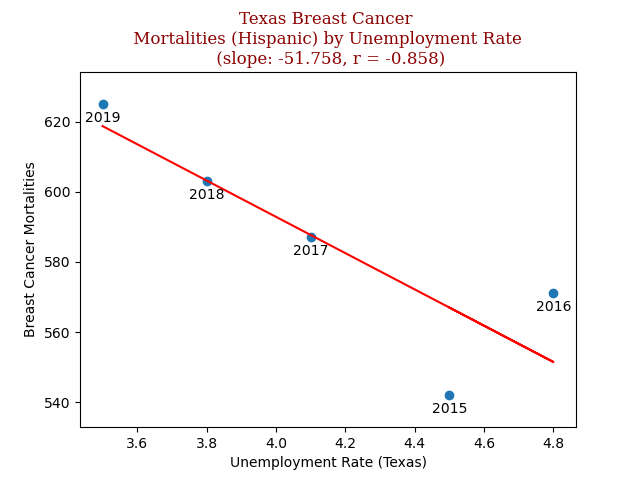 Texas Breast Cancer
Mortalities (Hispanic) by Unemployment Rate
(slope: -51.758, r = -0.858)
Breast Cancer Mortalities
620
600
580
560
540
2019
2018
2017
2016
2015
3.6 3.8 4.0 4.2 4.4 4.6 4.8
Unemployment Rate (Texas)